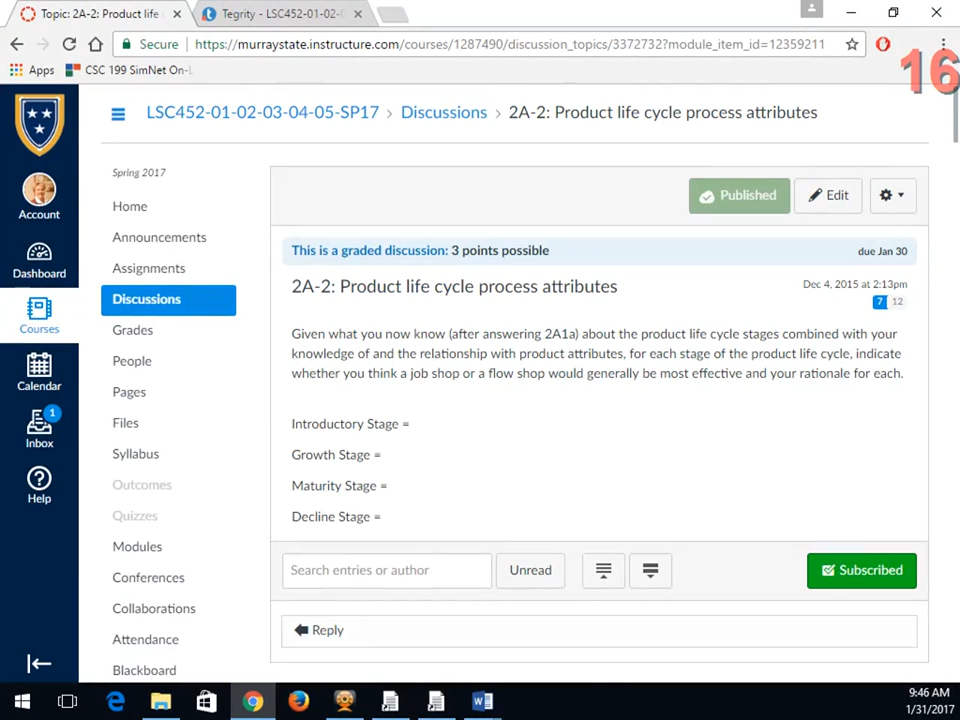 Topic: 2A-2: Product life
Tegrity - LSC452-01-02-0
Secure
https://murraystate.instructure.com/courses/1287490/discussion_topics/3372732?module_item_id=12359211
16
Apps
CSC 199 SimNet On-L
LSC452-01-02-03-04-05-SP17 > Discussions > 2A-2: Product life cycle process attributes
Account
Dashboard
Courses
Calendar
1
Inbox
Help
Spring 2017
Home
Announcements
Assignments
Discussions
Grades
People
Pages
Files
Syllabus
Outcomes
Quizzes
Modules
Conferences
Collaborations
Attendance
Blackboard
Published
Edit
This is a graded discussion: 3 points possible
due Jan 30
2A-2: Product life cycle process attributes
Dec 4, 2015 at 2:13pm
7 12
Given what you now know (after answering 2A1a) about the product life cycle stages combined with your
knowledge of and the relationship with product attributes, for each stage of the product life cycle, indicate
whether you think a job shop or a flow shop would generally be most effective and your rationale for each.
Introductory Stage =
Growth Stage =
Maturity Stage =
Decline Stage =
Search entries or author
Unread
Subscribed
Reply
9:46 AM
1/31/2017